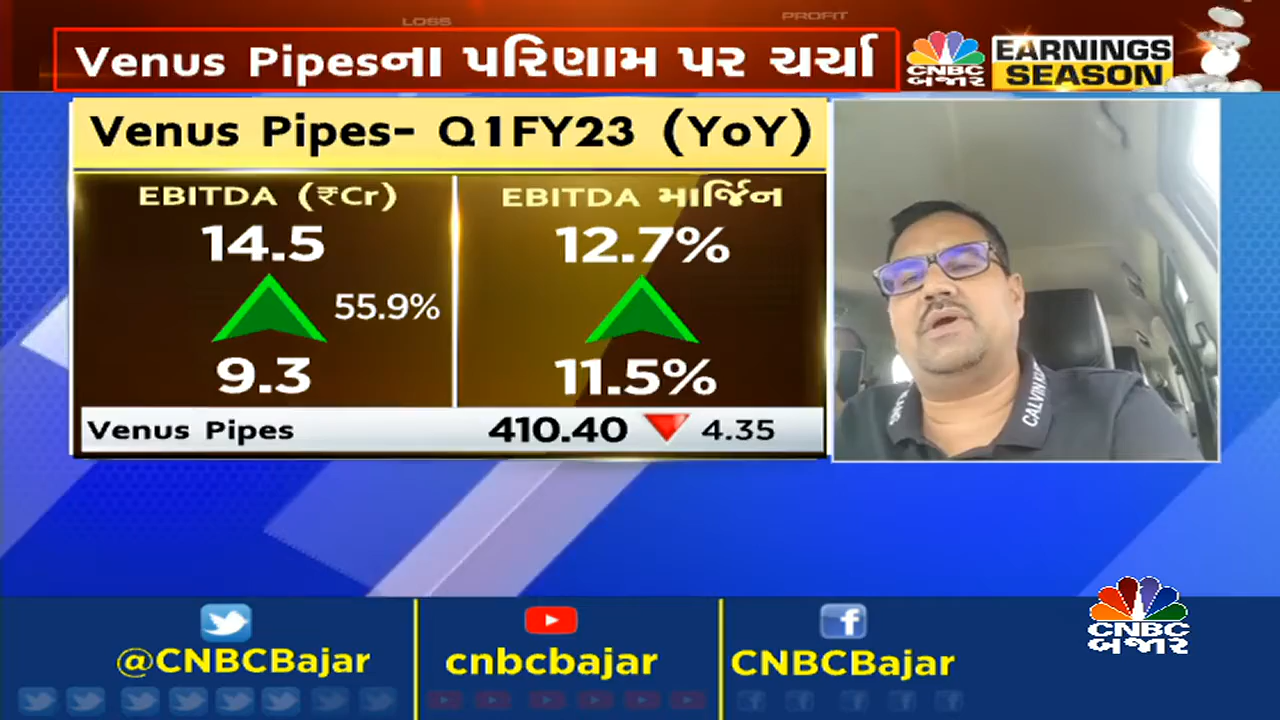 LOSS
PROFIT
Venus Pipesના પરિણામ પર ચર્ચા
CNBC
બજાર
EARNINGS
SEASON
Venus Pipes- Q1FY23 (YoY)
EBITDA (₹Cr)
14.5
55.9%
9.3
EBITDA માર્જિન
12.7%
11.5%
Venus Pipes 410.40 4.35
CALVIN K
@CNBCBajar
cnbcbajar
CNBCBajar
CNBC
બજાર